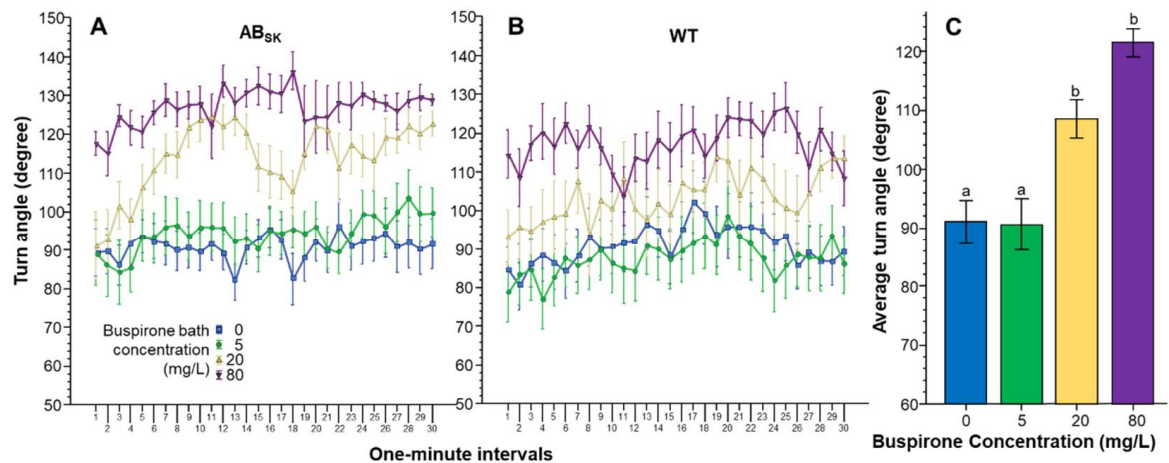 A
AB_SK
Turn angle (degree)
150
140
130
120
110
100
90
80
70
60
50
Buspirone bath
concentration
(mg/L)
0
5
20
80
1 3 5 7 9 11 13 15 17 19 21 23 25 27 29
2 4 6 8 10 12 14 16 18 20 22 24 26 28 30
B
WT
150
140
130
120
110
100
90
80
70
60
50
1 3 5 7 9 11 13 15 17 19 21 23 25 27 29
2 4 6 8 10 12 14 16 18 20 22 24 26 28 30
One-minute intervals
C
Average turn angle (degree)
120
110
100
90
80
70
60
a
a
b
b
0 5 20 80
Buspirone Concentration (mg/L)